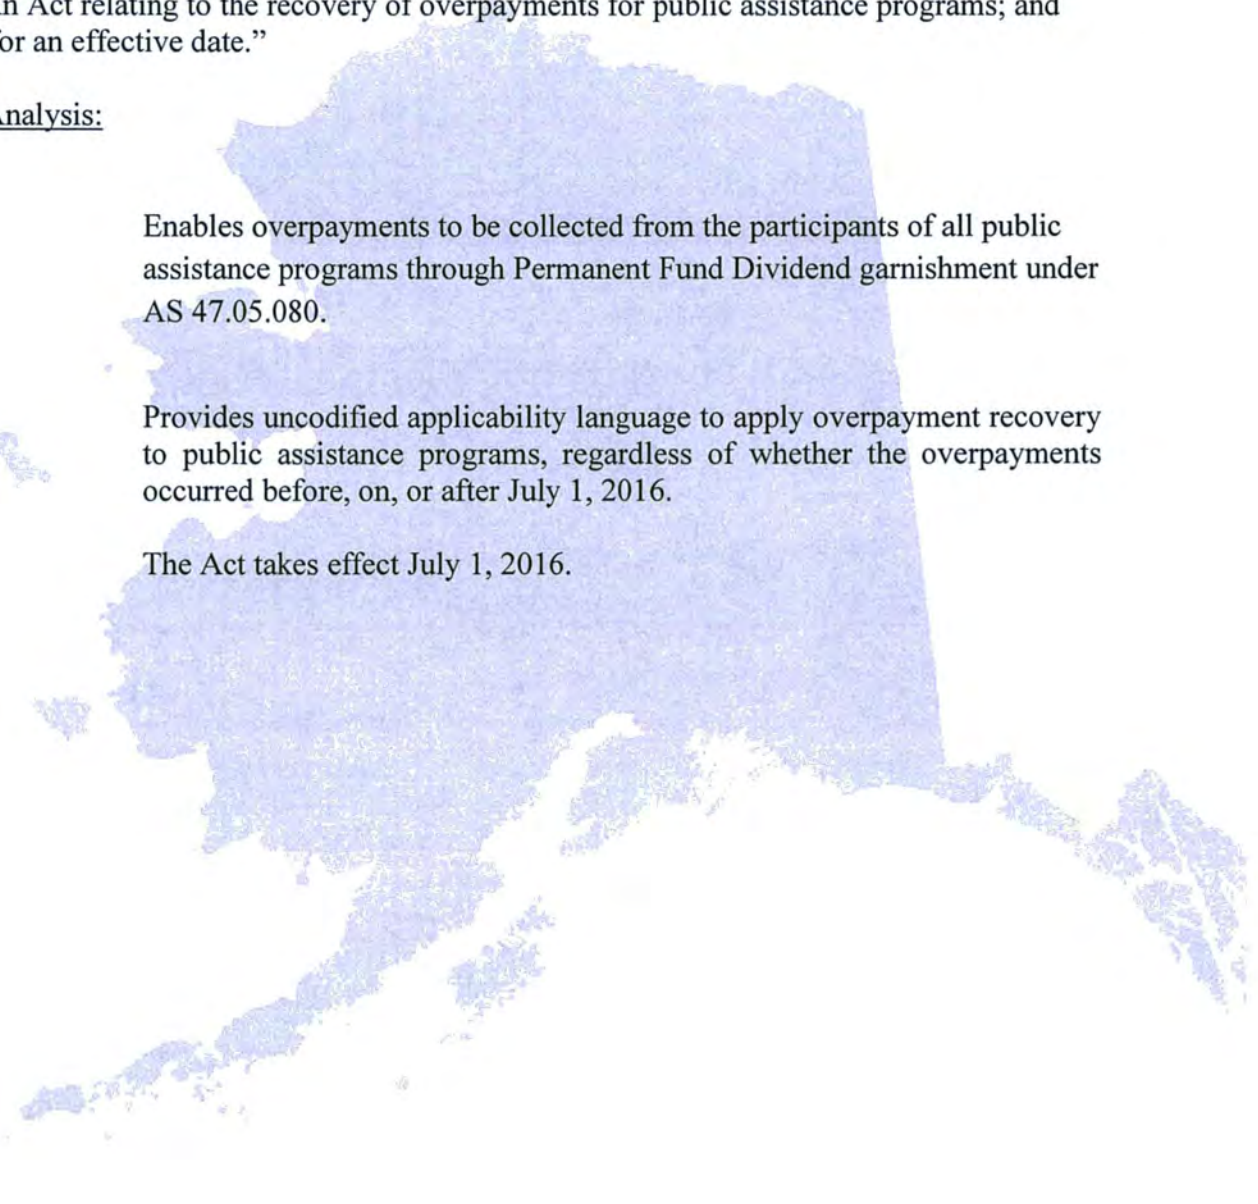 n Act relating to the recovery of overpayments for public assistance programs; and
or an effective date.”
Analysis:
Enables overpayments to be collected from the participants of all public
assistance programs through Permanent Fund Dividend garnishment under
AS 47.05.080.
Provides uncodified applicability language to apply overpayment recovery
to public assistance programs, regardless of whether the overpayments
occurred before, on, or after July 1, 2016.
The Act takes effect July 1, 2016.